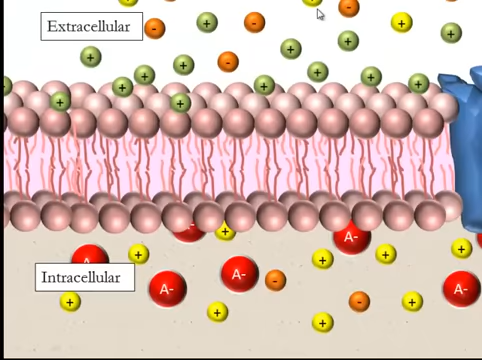 Extracellular
- + - + - +
+ + + +
+ + - + + + + +
+ +
+
A- + A- +
A- + A- - + A-
Intracellular
+ + + - +